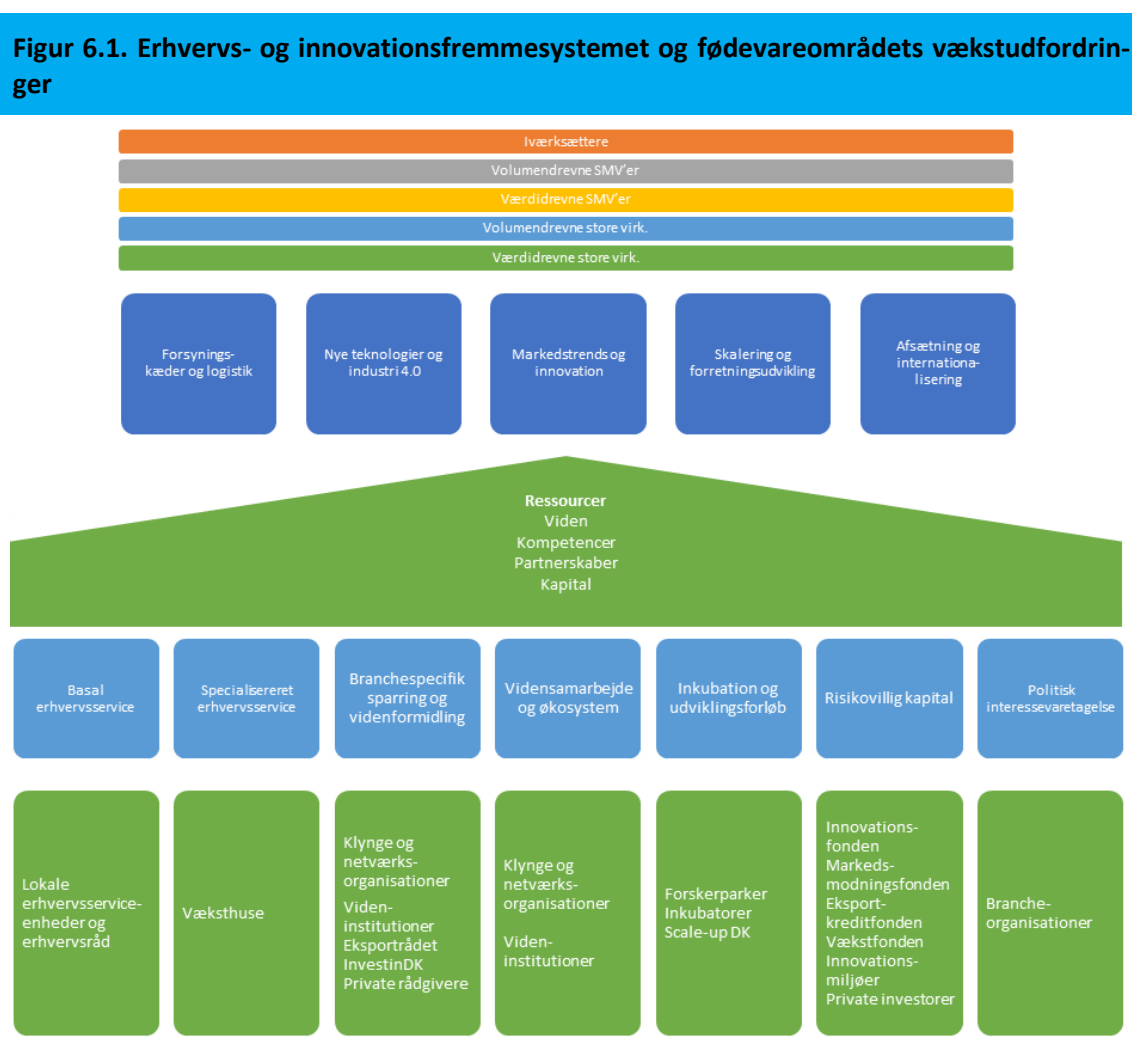 Figur 6.1. Erhvervs- og innovationsfremmesystemet og fødevareområdets vækstudfordrin-
ger
Iværksættere
Volumendrevne SMV'er
Værdidrevne SMV'er
Volumendrevne store virk.
Værdidrevne store virk.
Forsynings-
kæder og logistik
Nye teknologier og
industri 4.0
Markedstrends og
innovation
Skalering og
forretningsudvikling
Afsætning og
internationa-
lisering
Ressourcer
Viden
Kompetencer
Partnerskaber
Kapital
Basal
erhvervsservice
Specialisereret
erhvervsservice
Branchespecifik
sparring og
videnformidling
Vidensamarbejde
og økosystem
Inkubation og
udviklingsforløb
Risikovillig kapital
Politisk
interessevaretagelse
Lokale
erhvervsservice-
enheder og
erhvervsråd
Væksthuse
Klynge og
netværks-
organisationer
Viden-
institutioner
Eksportrådet
InvestinDK
Private rådgivere
Klynge og
netværks-
organisationer
Viden-
institutioner
Forskerparker
Inkubatorer
Scale-up DK
Innovations-
fonden
Markeds-
modningsfonden
Eksport-
kreditfonden
Vækstfonden
Innovations-
miljøer
Private investorer
Branche-
organisationer